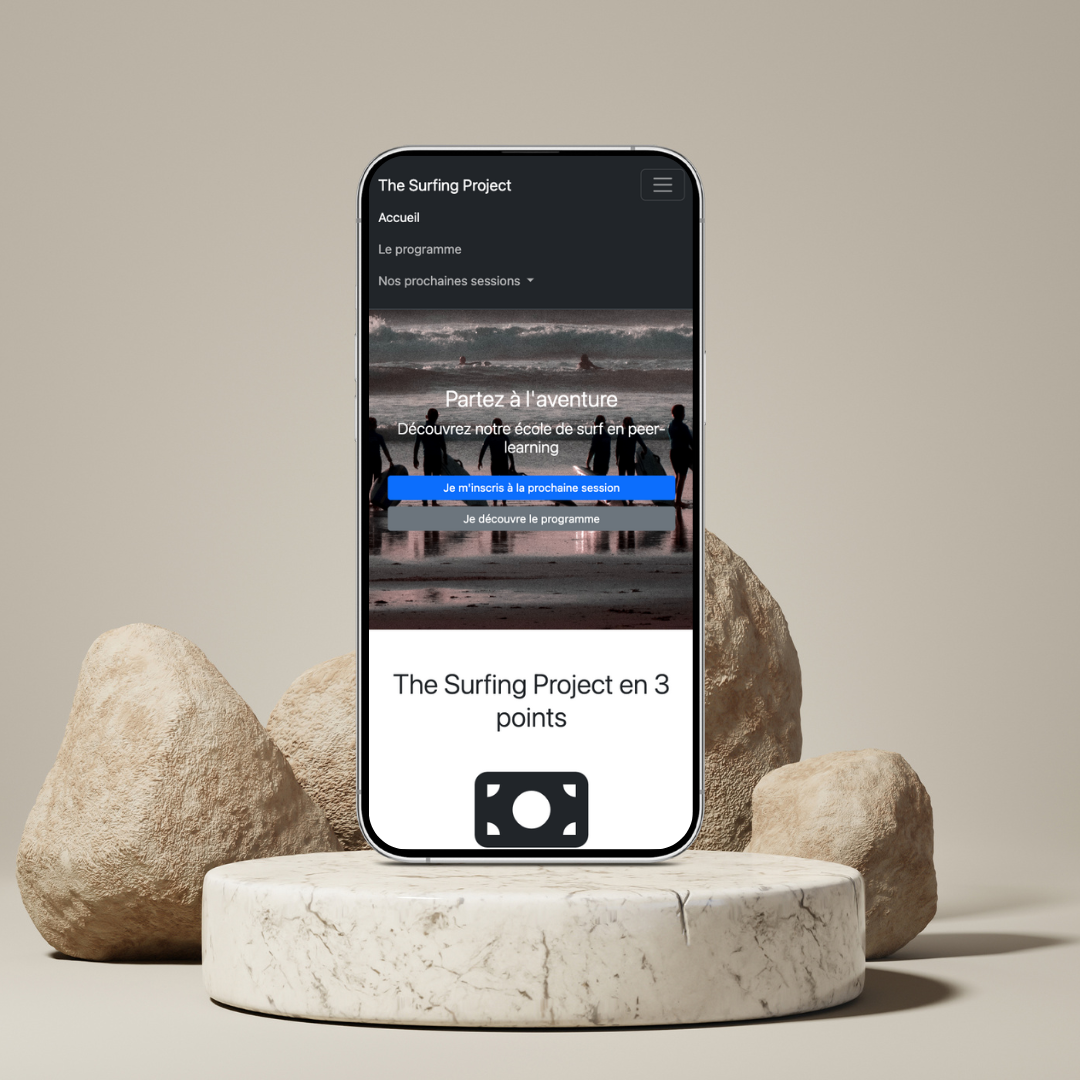 The Surfing Project
Accueil
Le programme
Nos prochaines sessions
Partez à l'aventure
Découvrez notre école de surf en peer-
learning
Je m'inscris à la prochaine session
Je découvre le programme
The Surfing Project en 3
points